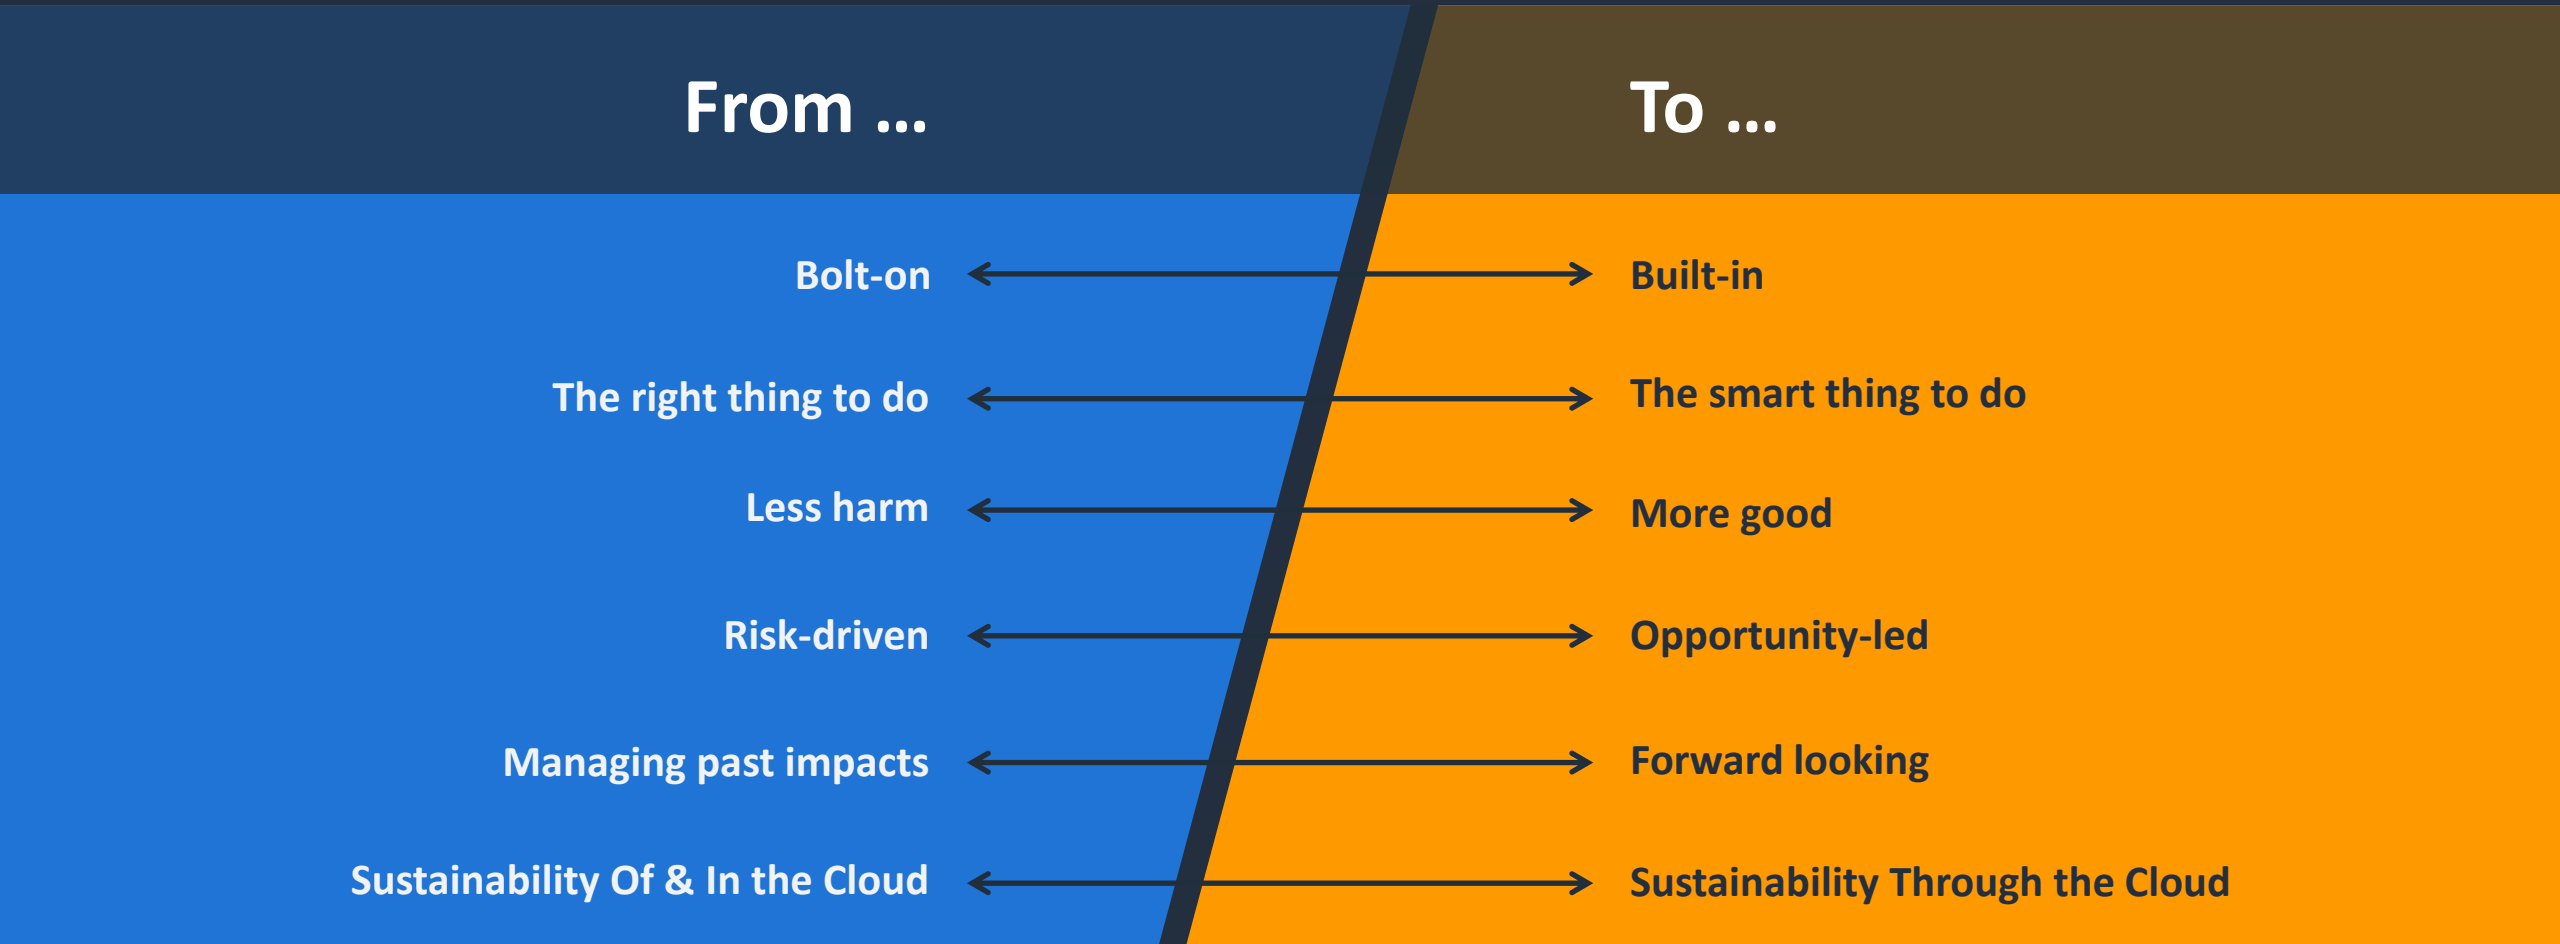 From ...
To ...
Bolt-on
Built-in
The right thing to do
The smart thing to do
Less harm
More good
Risk-driven
Opportunity-led
Managing past impacts
Forward looking
Sustainability Of & In the Cloud
Sustainability Through the Cloud